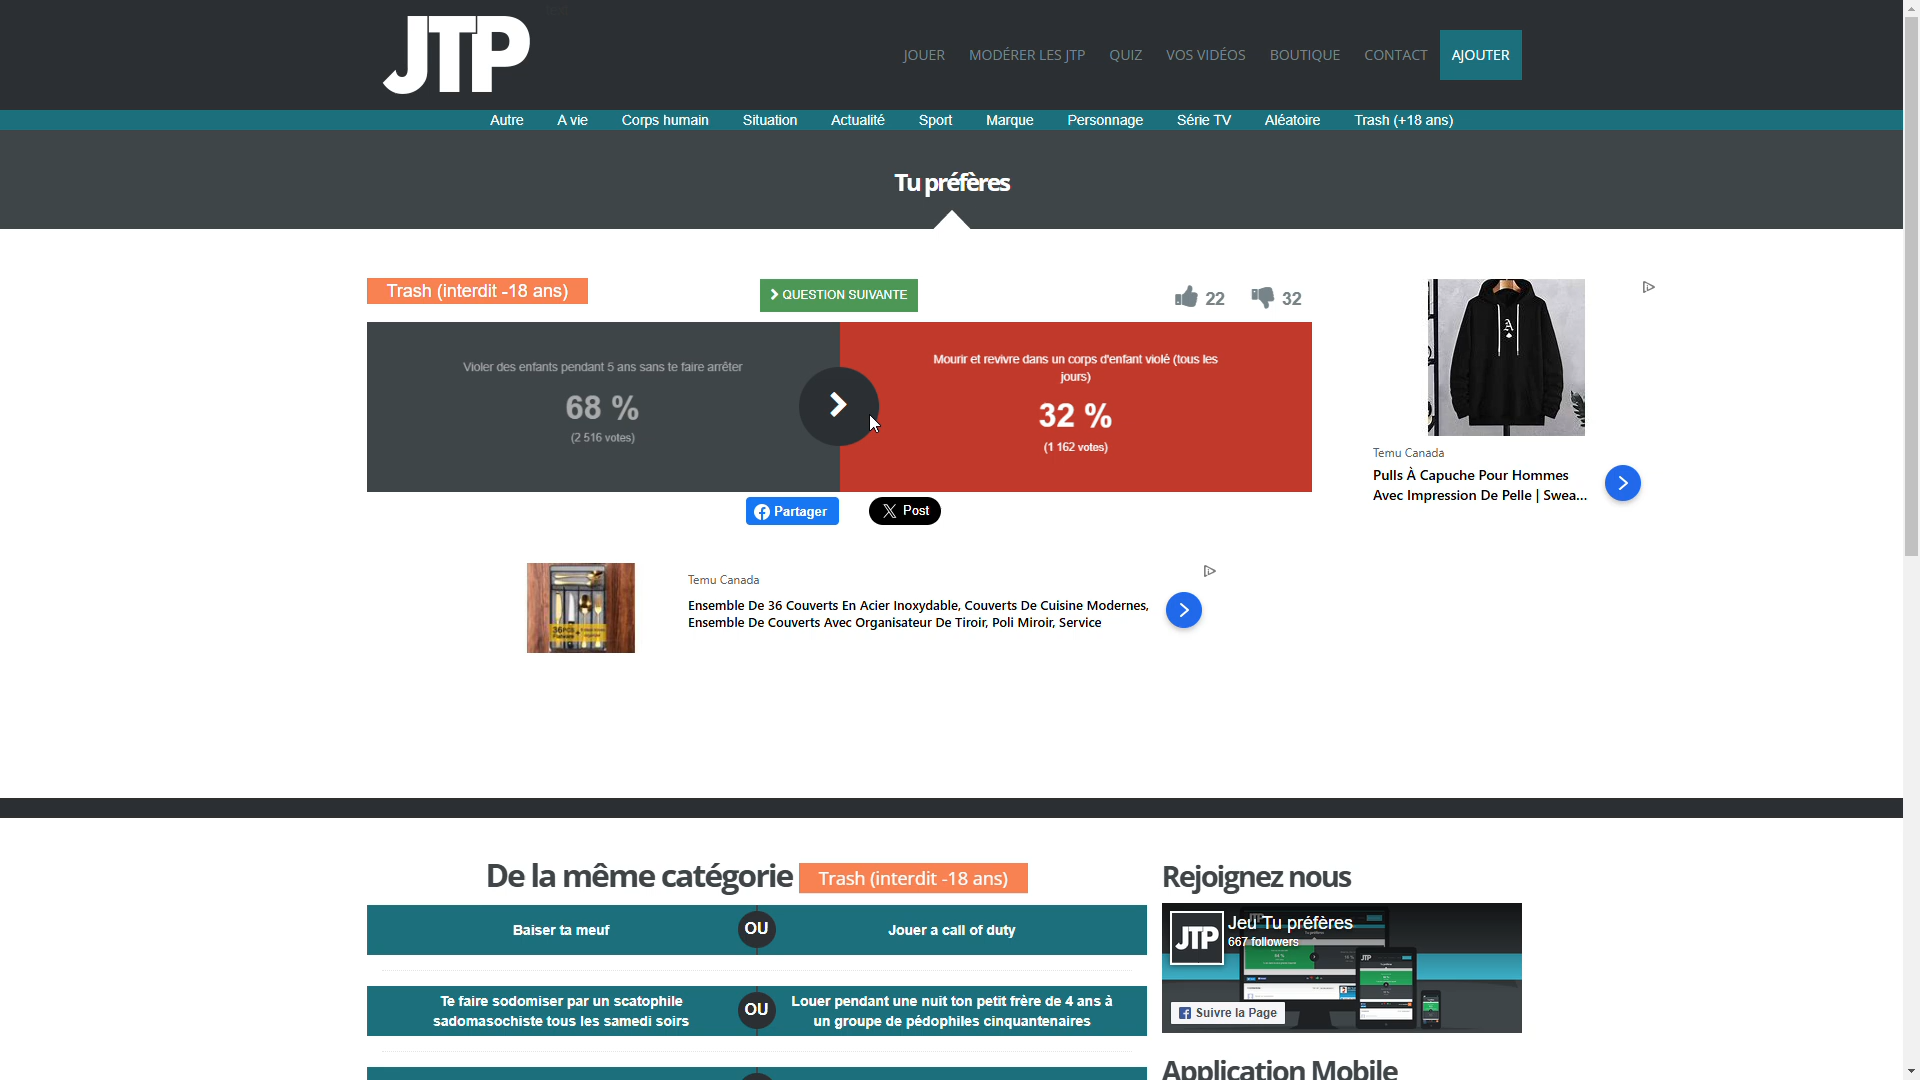 JTP
JOUER MODÉRER LES JTP QUIZ VOS VIDÉOS BOUTIQUE CONTACT AJOUTER
Autre A vie Corps humain Situation Actualité Sport Marque Personnage Série TV Aléatoire Trash (+18 ans)
Tu préfères
Trash (interdit -18 ans)
QUESTION SUIVANTE
22 32
Violer des enfants pendant 5 ans sans te faire arrêter
68 %
(2 516 votes)
Mourir et revivre dans un corps d'enfant violé (tous les
jours)
32 %
(1 162 votes)
Partager
Post
Temu Canada
Pulls À Capuche Pour Hommes
Avec Impression De Pelle | Swea...
Temu Canada
Ensemble De 36 Couverts En Acier Inoxydable, Couverts De Cuisine Modernes,
Ensemble De Couverts Avec Organisateur De Tiroir, Poli Miroir, Service
De la même catégorie Trash (interdit -18 ans)
Baiser ta meuf OU Jouer a call of duty
Te faire sodomiser par un scatophile
sadomasochiste tous les samedi soirs
OU
Louer pendant une nuit ton petit frère de 4 ans à
un groupe de pédophiles cinquantenaires
Rejoignez nous
JTP
Jeu Tu préfères
667 followers
Suivre la Page
Application Mobile